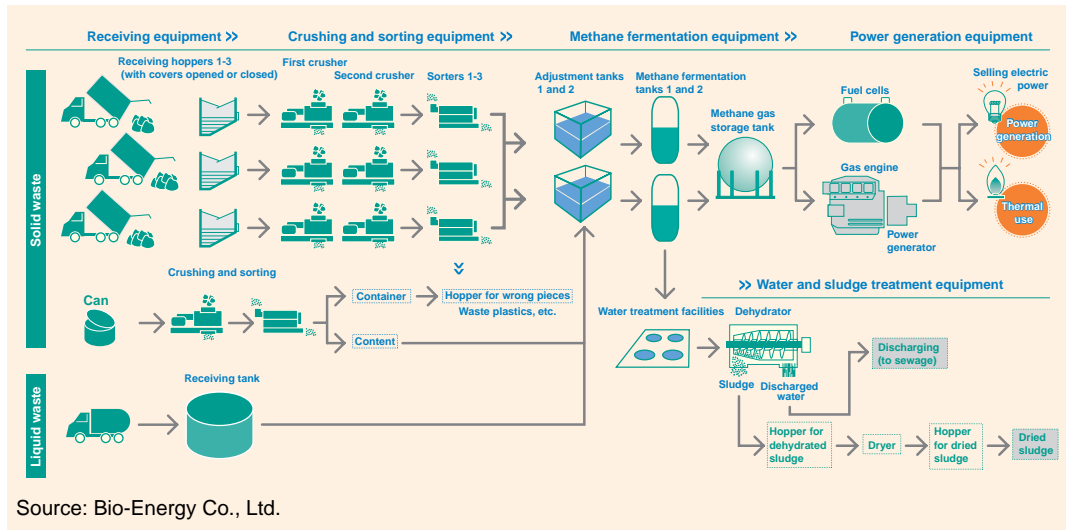 Receiving equipment >>
Crushing and sorting equipment >>
Methane fermentation equipment >>
Power generation equipment
Solid waste
Receiving hoppers 1-3
(with covers opened or closed)
First crusher
Second crusher
Sorters 1-3
Adjustment tanks
1 and 2
Methane fermentation
tanks 1 and 2
Methane gas
storage tank
Fuel cells
Gas engine
Power
generator
Selling electric
power
Power
generation
Thermal
use
Can
Crushing and sorting
Container
Hopper for wrong pieces
Waste plastics, etc.
Content
Liquid waste
Receiving tank
>> Water and sludge treatment equipment
Water treatment facilities
Dehydrator
Sludge
Discharged
water
Discharging
(to sewage)
Hopper for
dehydrated
sludge
Dryer
Hopper
for dried
sludge
Dried
sludge
Source: Bio-Energy Co., Ltd.